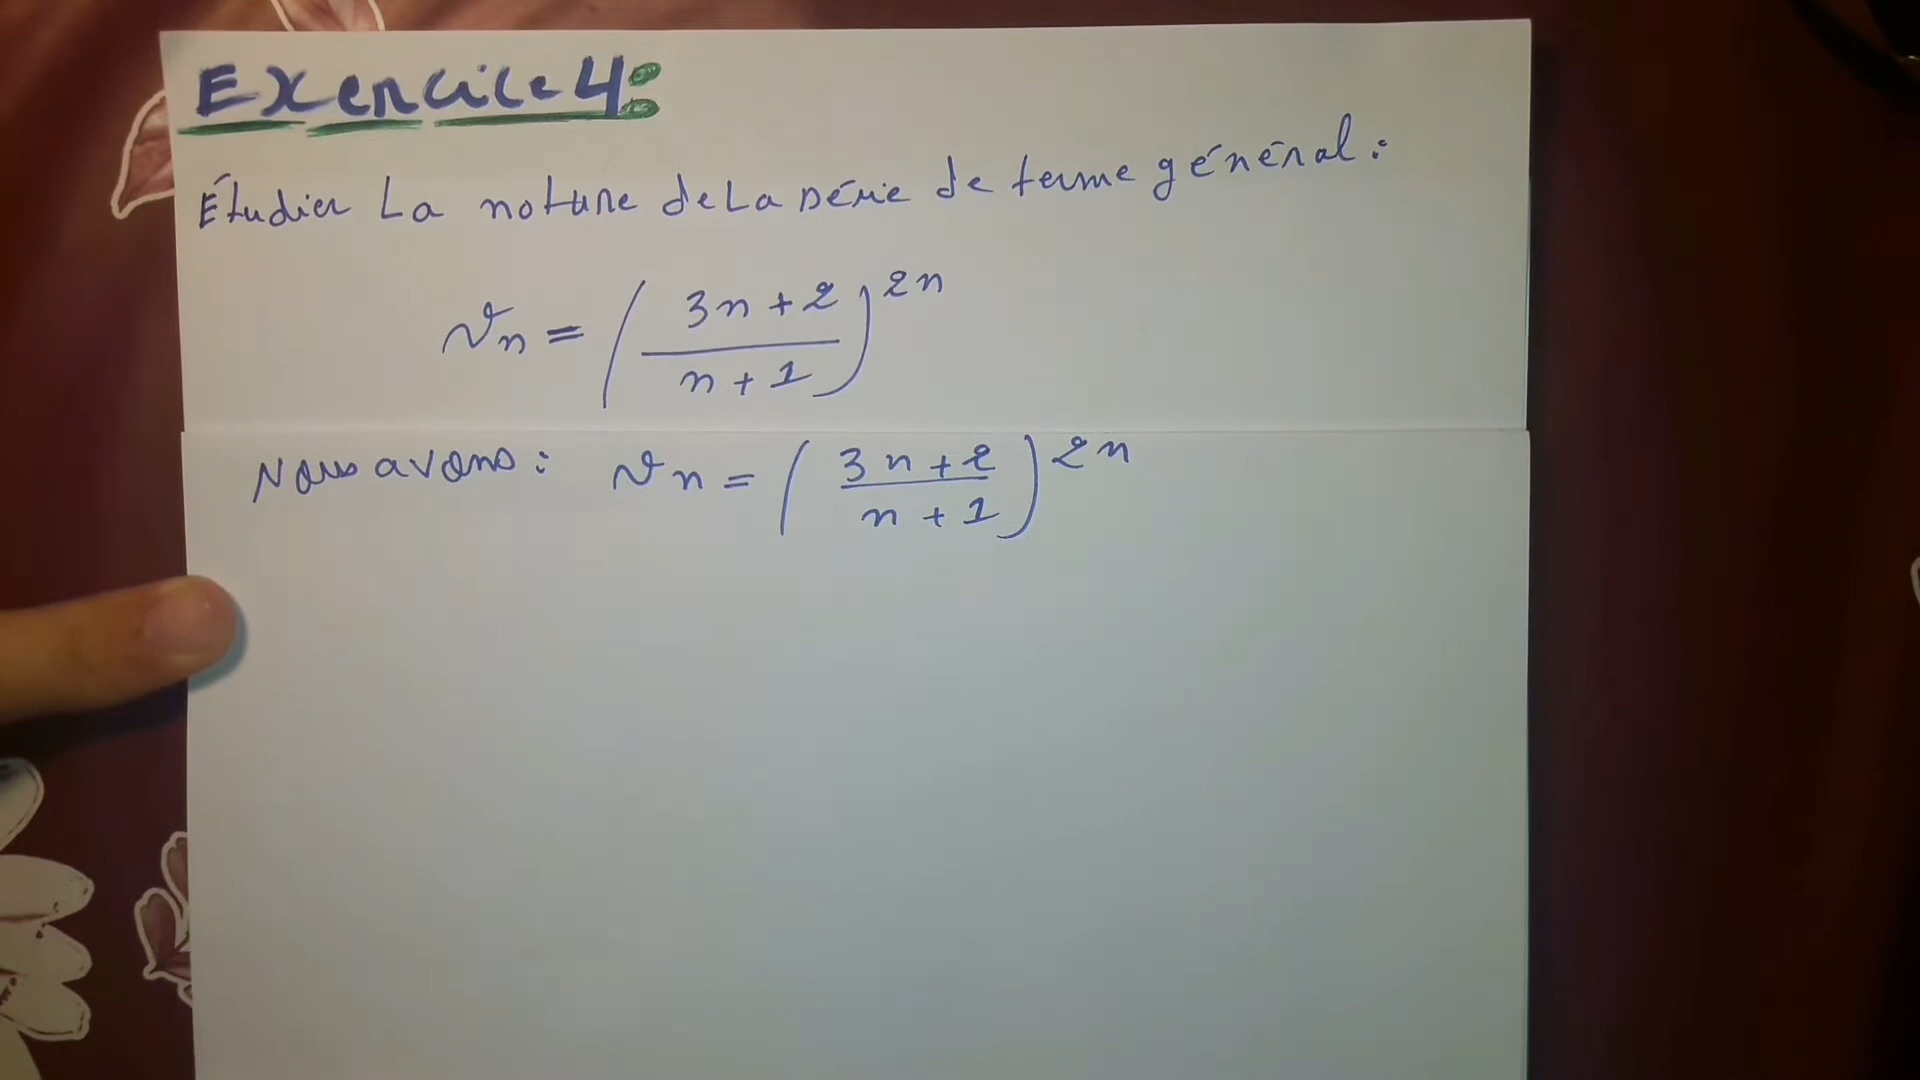 Exercice 4:
Étudier La nature de La série de terme général:
Vn = ( 3n+2 / n+1 )^2n
Nous avons: Vn = ( 3n+2 / n+1 )^2n